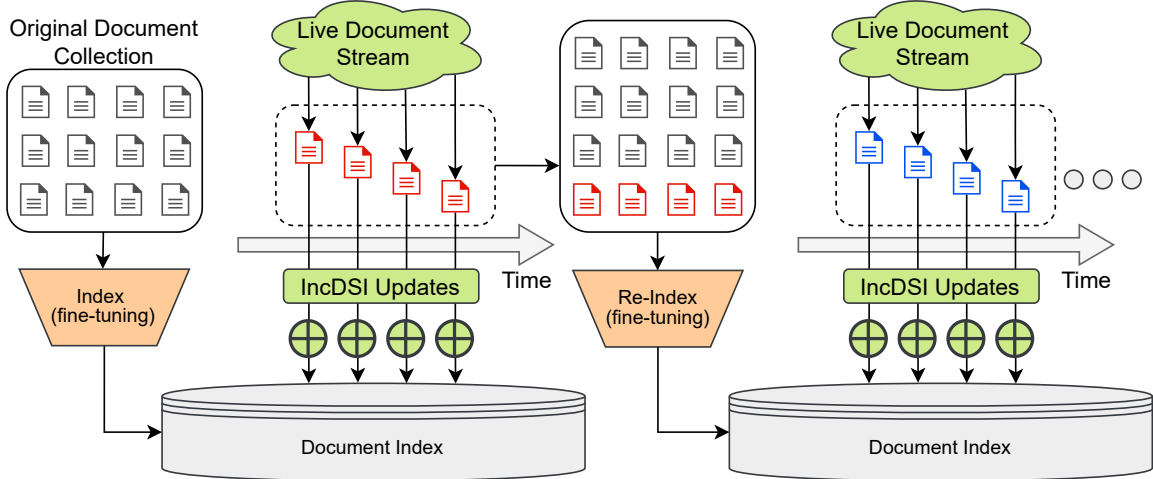 Original Document
Collection
Live Document
Stream
Time
IncDSI Updates
Index
(fine-tuning)
Document Index
Re-Index
(fine-tuning)
Live Document
Stream
Time
IncDSI Updates
Document Index